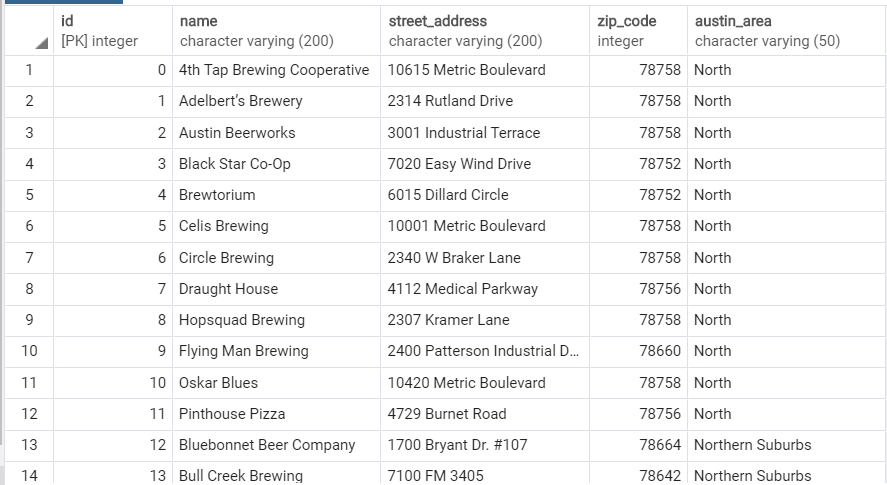 id name street_address zip_code austin_area
[PK] integer character varying (200) character varying (200) integer character varying (50)
1 0 4th Tap Brewing Cooperative 10615 Metric Boulevard 78758 North
2 1 Adelbert’s Brewery 2314 Rutland Drive 78758 North
3 2 Austin Beerworks 3001 Industrial Terrace 78758 North
4 3 Black Star Co-Op 7020 Easy Wind Drive 78752 North
5 4 Brewtorium 6015 Dillard Circle 78752 North
6 5 Celis Brewing 10001 Metric Boulevard 78758 North
7 6 Circle Brewing 2340 W Braker Lane 78758 North
8 7 Draught House 4112 Medical Parkway 78756 North
9 8 Hopsquad Brewing 2307 Kramer Lane 78758 North
10 9 Flying Man Brewing 2400 Patterson Industrial D... 78660 North
11 10 Oskar Blues 10420 Metric Boulevard 78758 North
12 11 Pinthouse Pizza 4729 Burnet Road 78756 North
13 12 Bluebonnet Beer Company 1700 Bryant Dr. #107 78664 Northern Suburbs
14 13 Bull Creek Brewing 7100 FM 3405 78642 Northern Suburbs